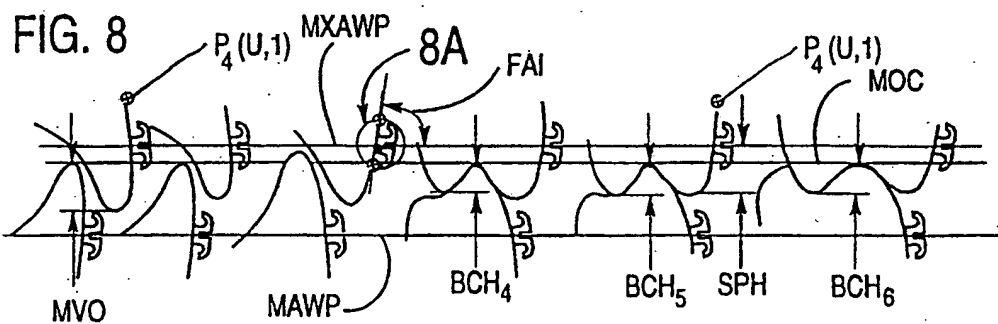 FIG. 8
P4(U,1)
MXAWP
8A
FAI
P4(U,1)
MOC
MVO
MAWP
BCH4
BCH5
SPH
BCH6